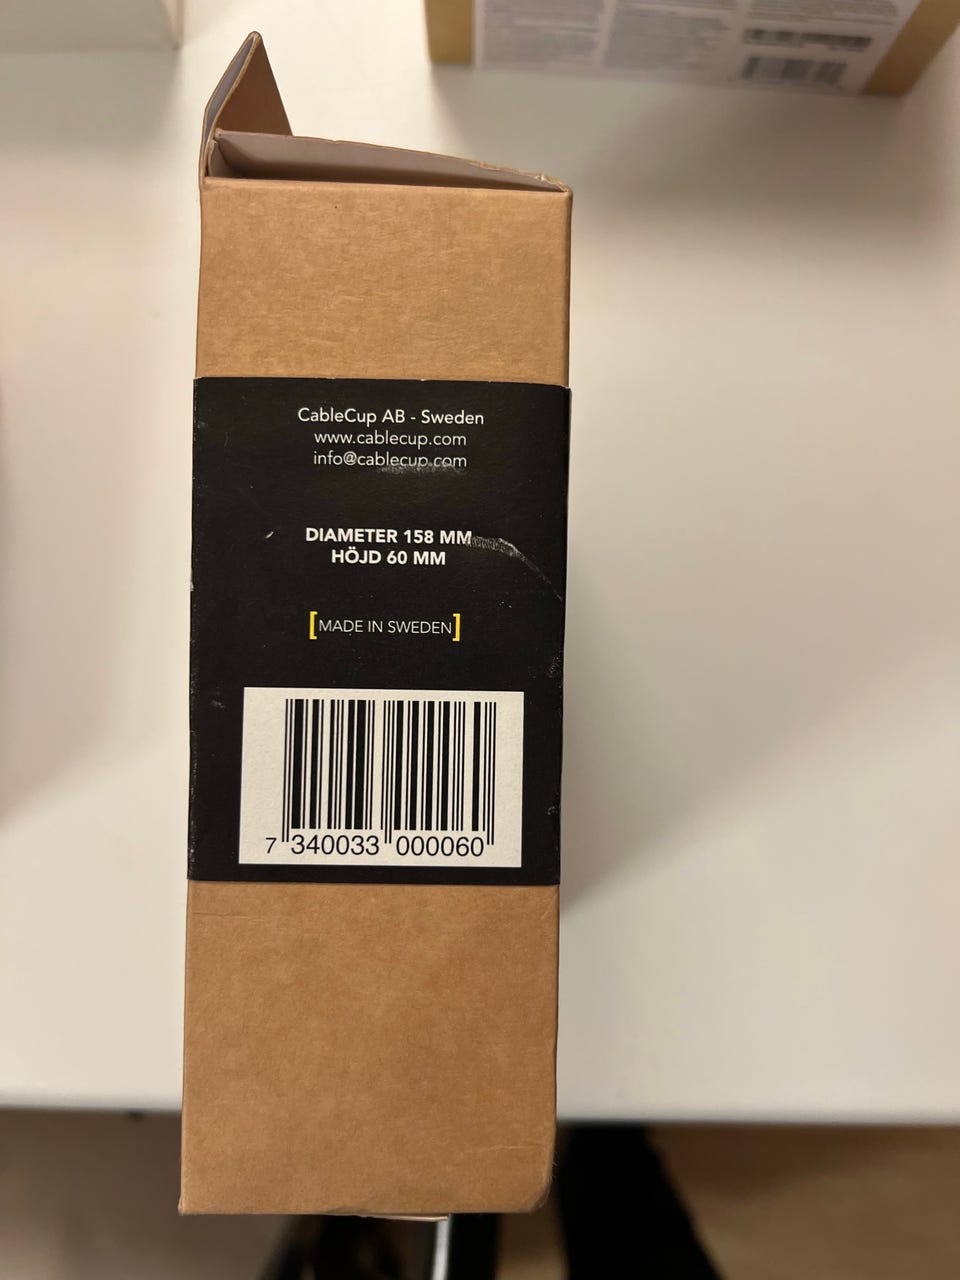 CableCup AB - Sweden
www.cablecup.com
info@cablecup.com
DIAMETER 158 MM
HÖJD 60 MM
[MADE IN SWEDEN]
7 340033 000060